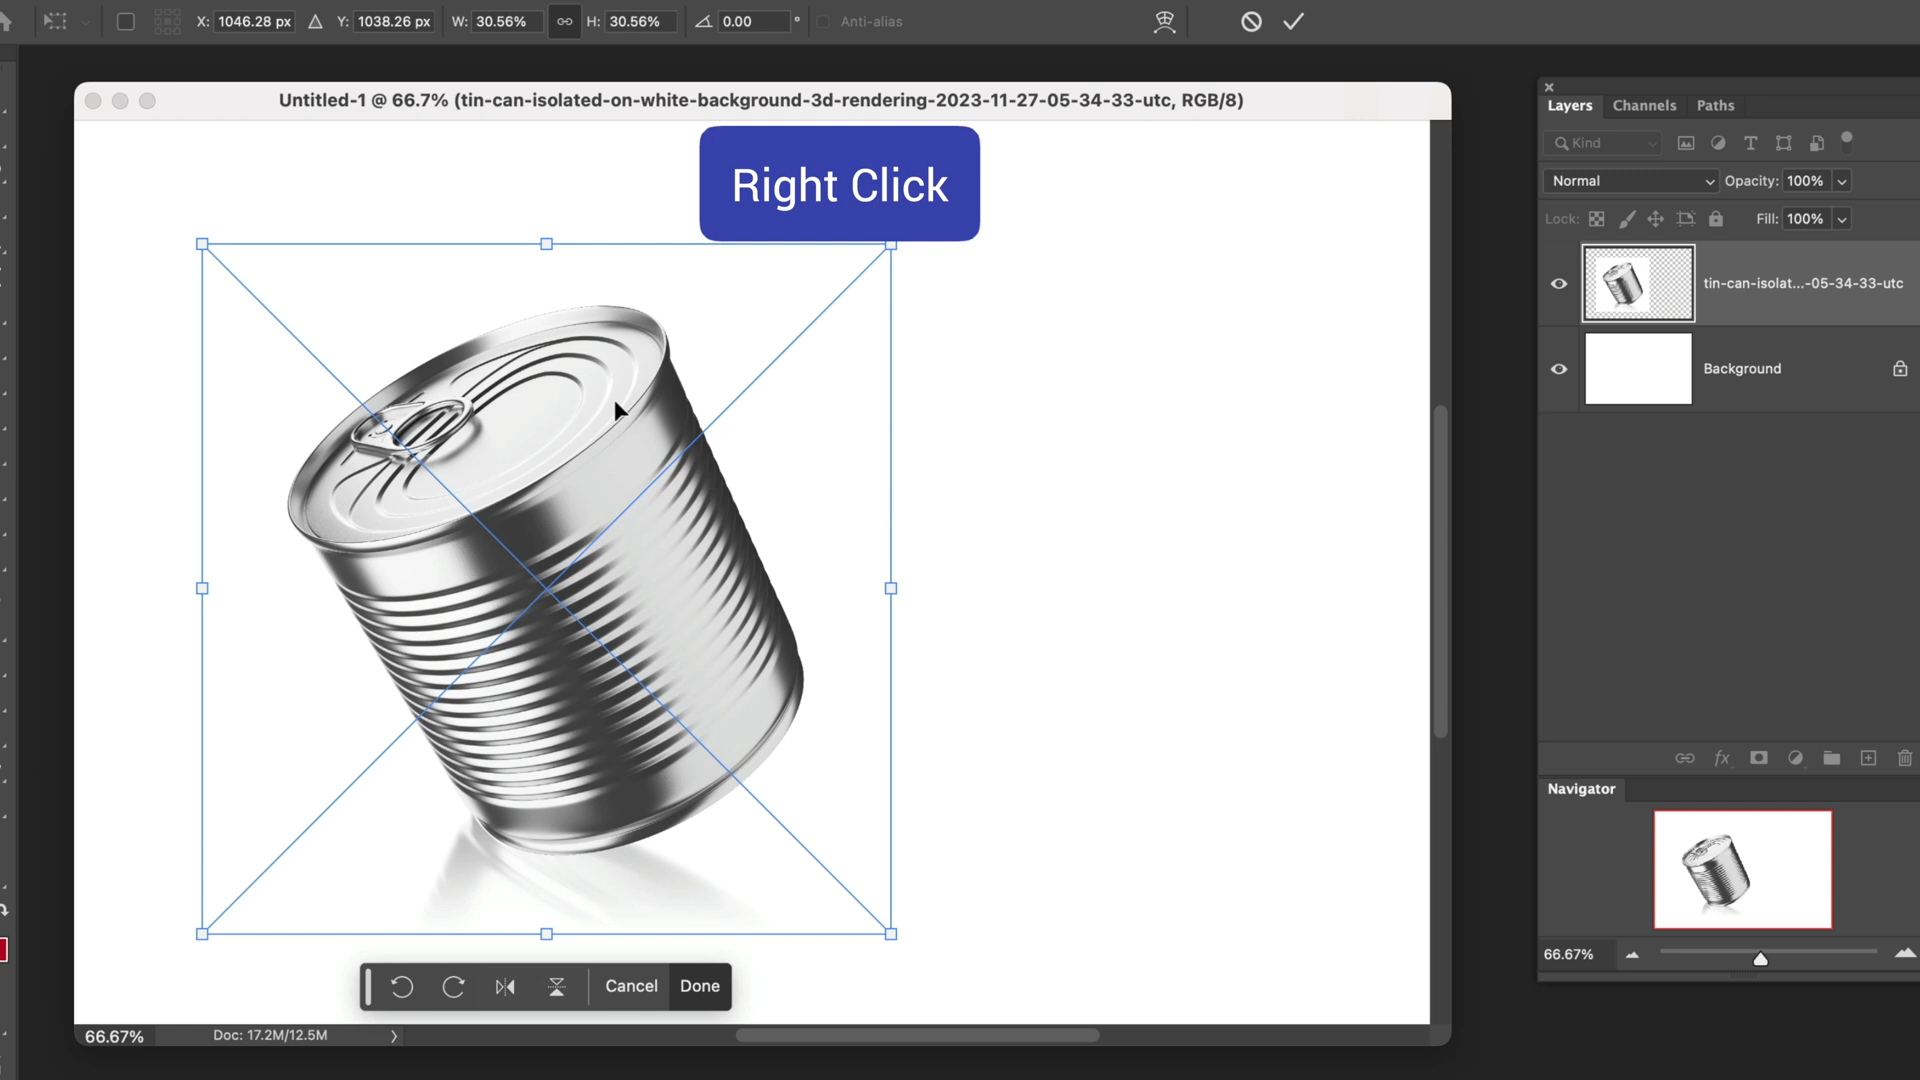 X: 1046.28 px Y: 1038.26 px W: 30.56% H: 30.56% 0.00 ° Anti-alias
Untitled-1 @ 66.7% (tin-can-isolated-on-white-background-3d-rendering-2023-11-27-05-34-33-utc, RGB/8)
Right Click
Layers Channels Paths
Kind
Normal Opacity: 100%
Lock: Fill: 100%
tin-can-isolat...-05-34-33-utc
Background
fx
Navigator
66.67%
Cancel Done
66.67% Doc: 17.2M/12.5M